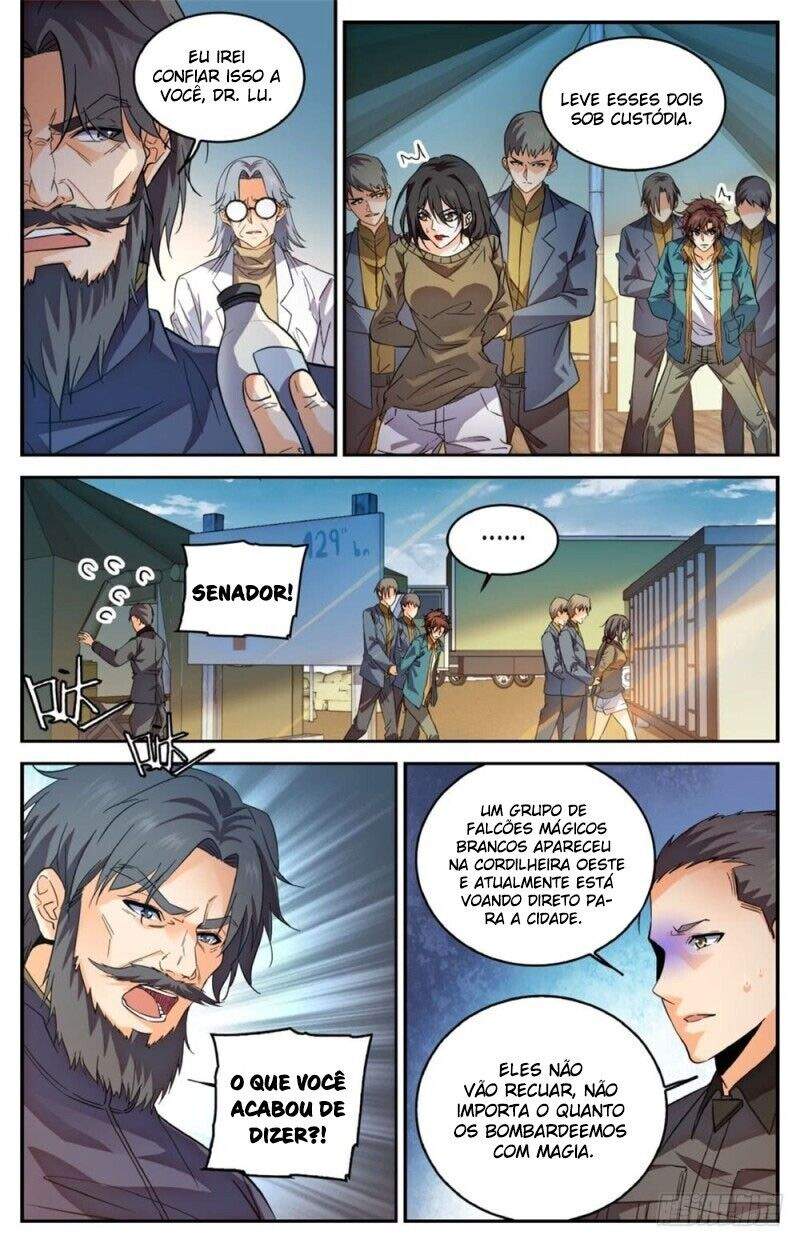 EU IREI
CONFIAR ISSO A
VOCÊ, DR. LU.
LEVE ESSES DOIS
SOB CUSTÓDIA.
129"
SENADOR!
......
UM GRUPO DE
FALCÕES MÁGICOS
BRANCOS APARECEU
NA CORDILHEIRA OESTE
E ATUALMENTE ESTÁ
VOANDO DIRETO PA-
RA A CIDADE.
O QUE VOCÊ
ACABOU DE
DIZER?!
ELES NÃO
VÃO RECUAR, NÃO
IMPORTA O QUANTO
OS BOMBARDEEMOS
COM MAGIA.